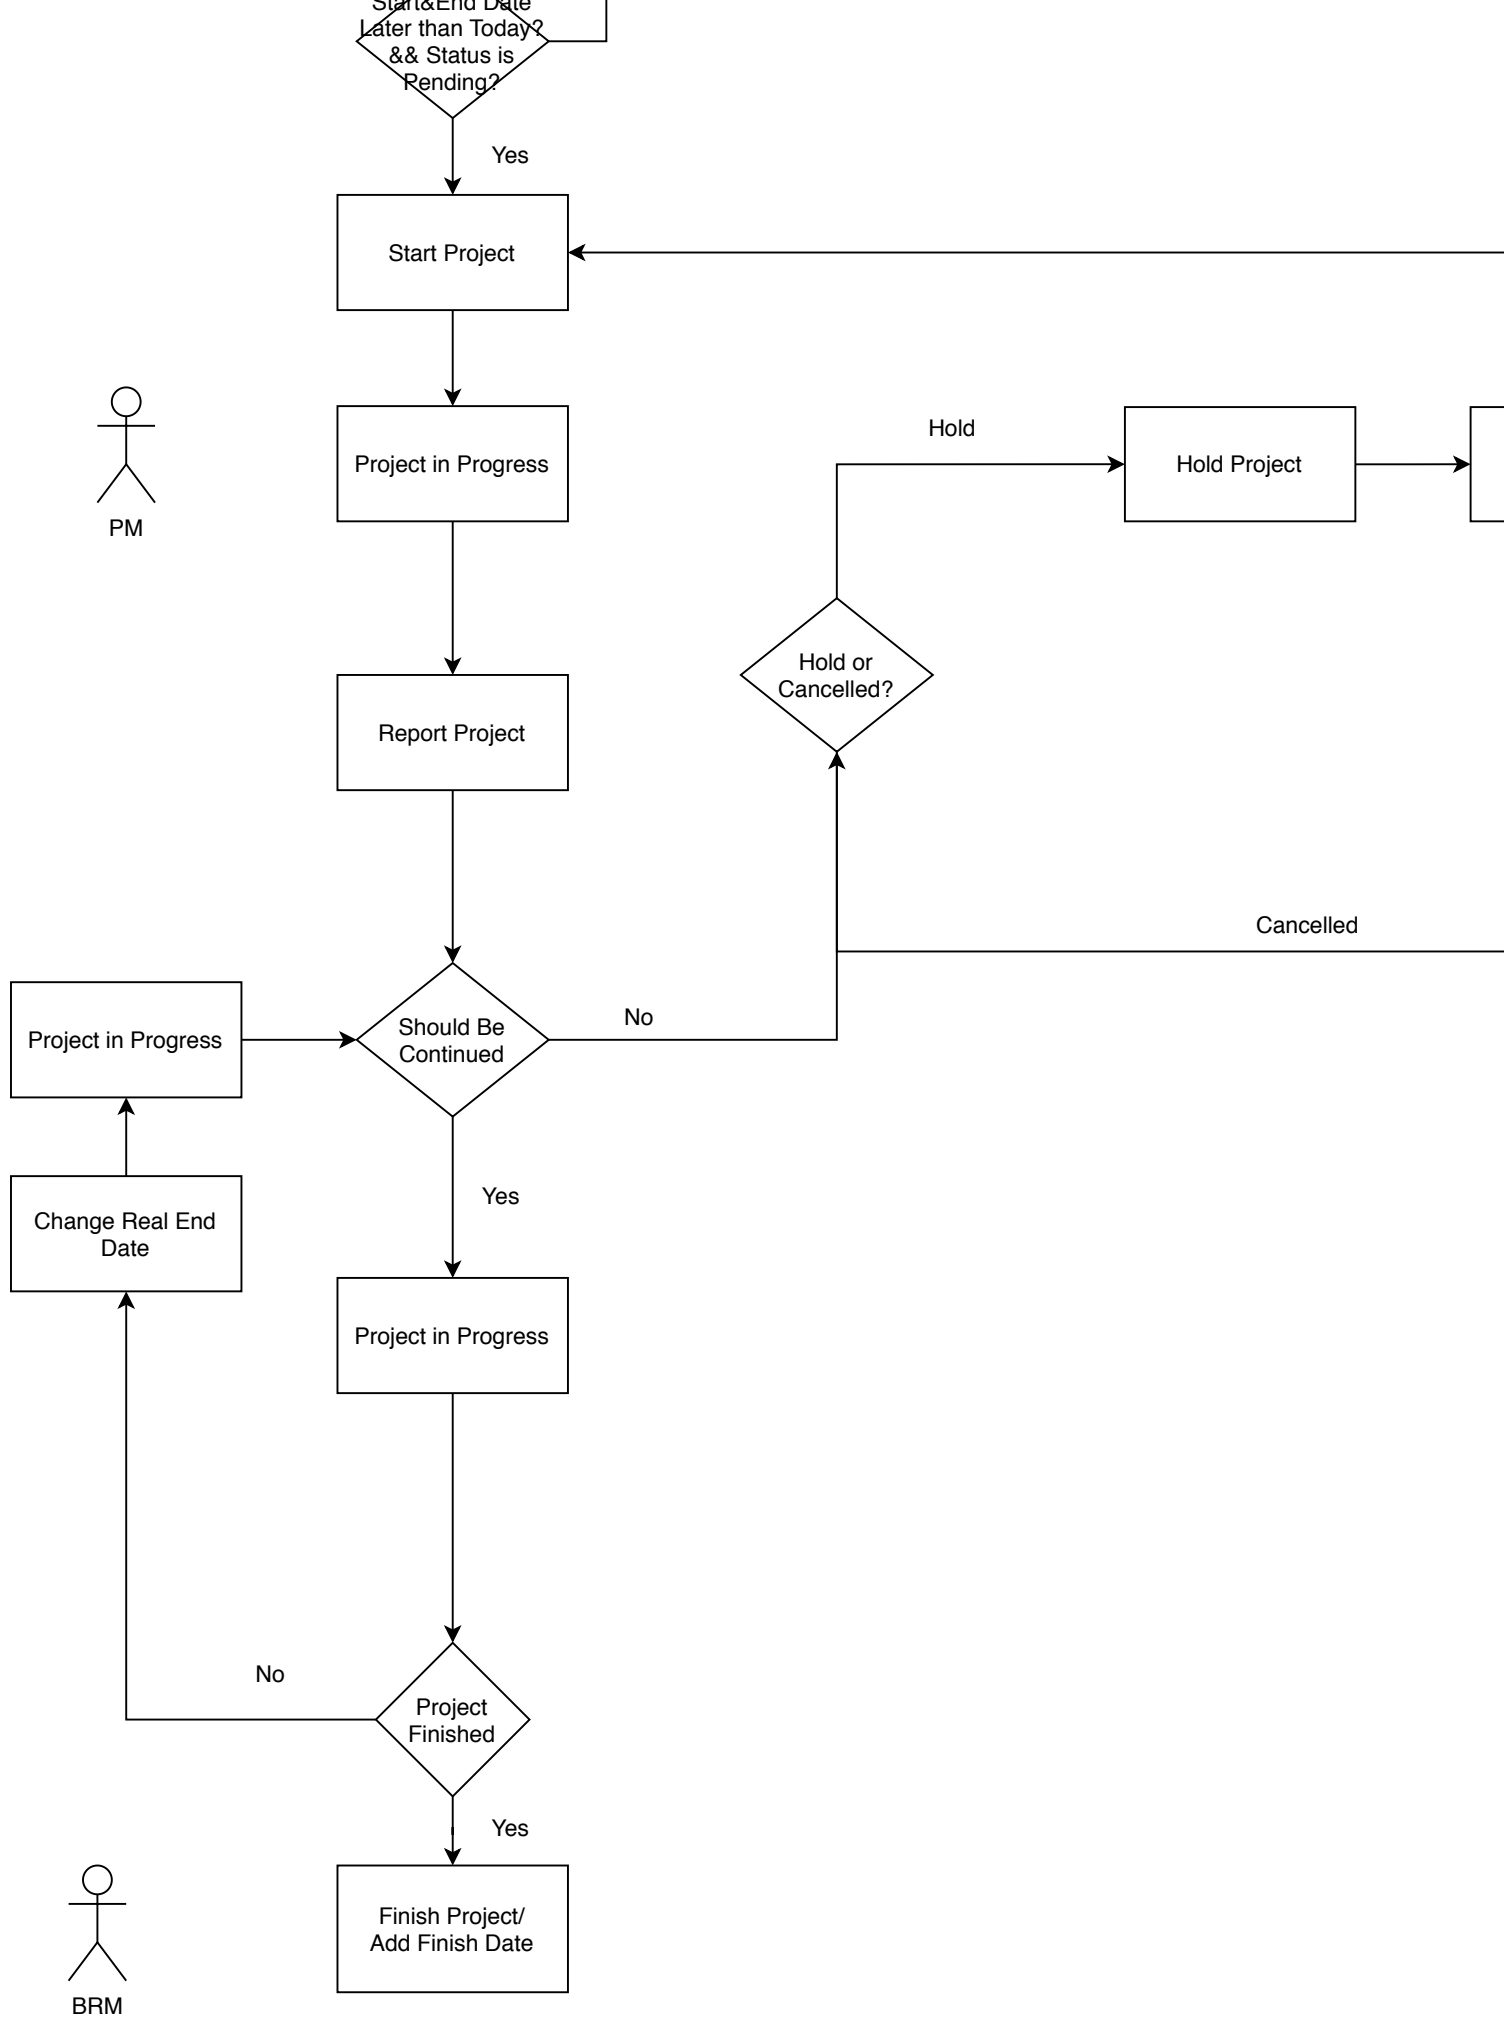 Start&End Date
Later than Today?
&& Status is
Pending?
Yes
Start Project
Project in Progress
PM
Hold
Hold Project
Hold or
Cancelled?
Report Project
Cancelled
Project in Progress
Should Be
Continued
No
Change Real End
Date
Yes
Project in Progress
No
Project
Finished
Yes
Finish Project/
Add Finish Date
BRM